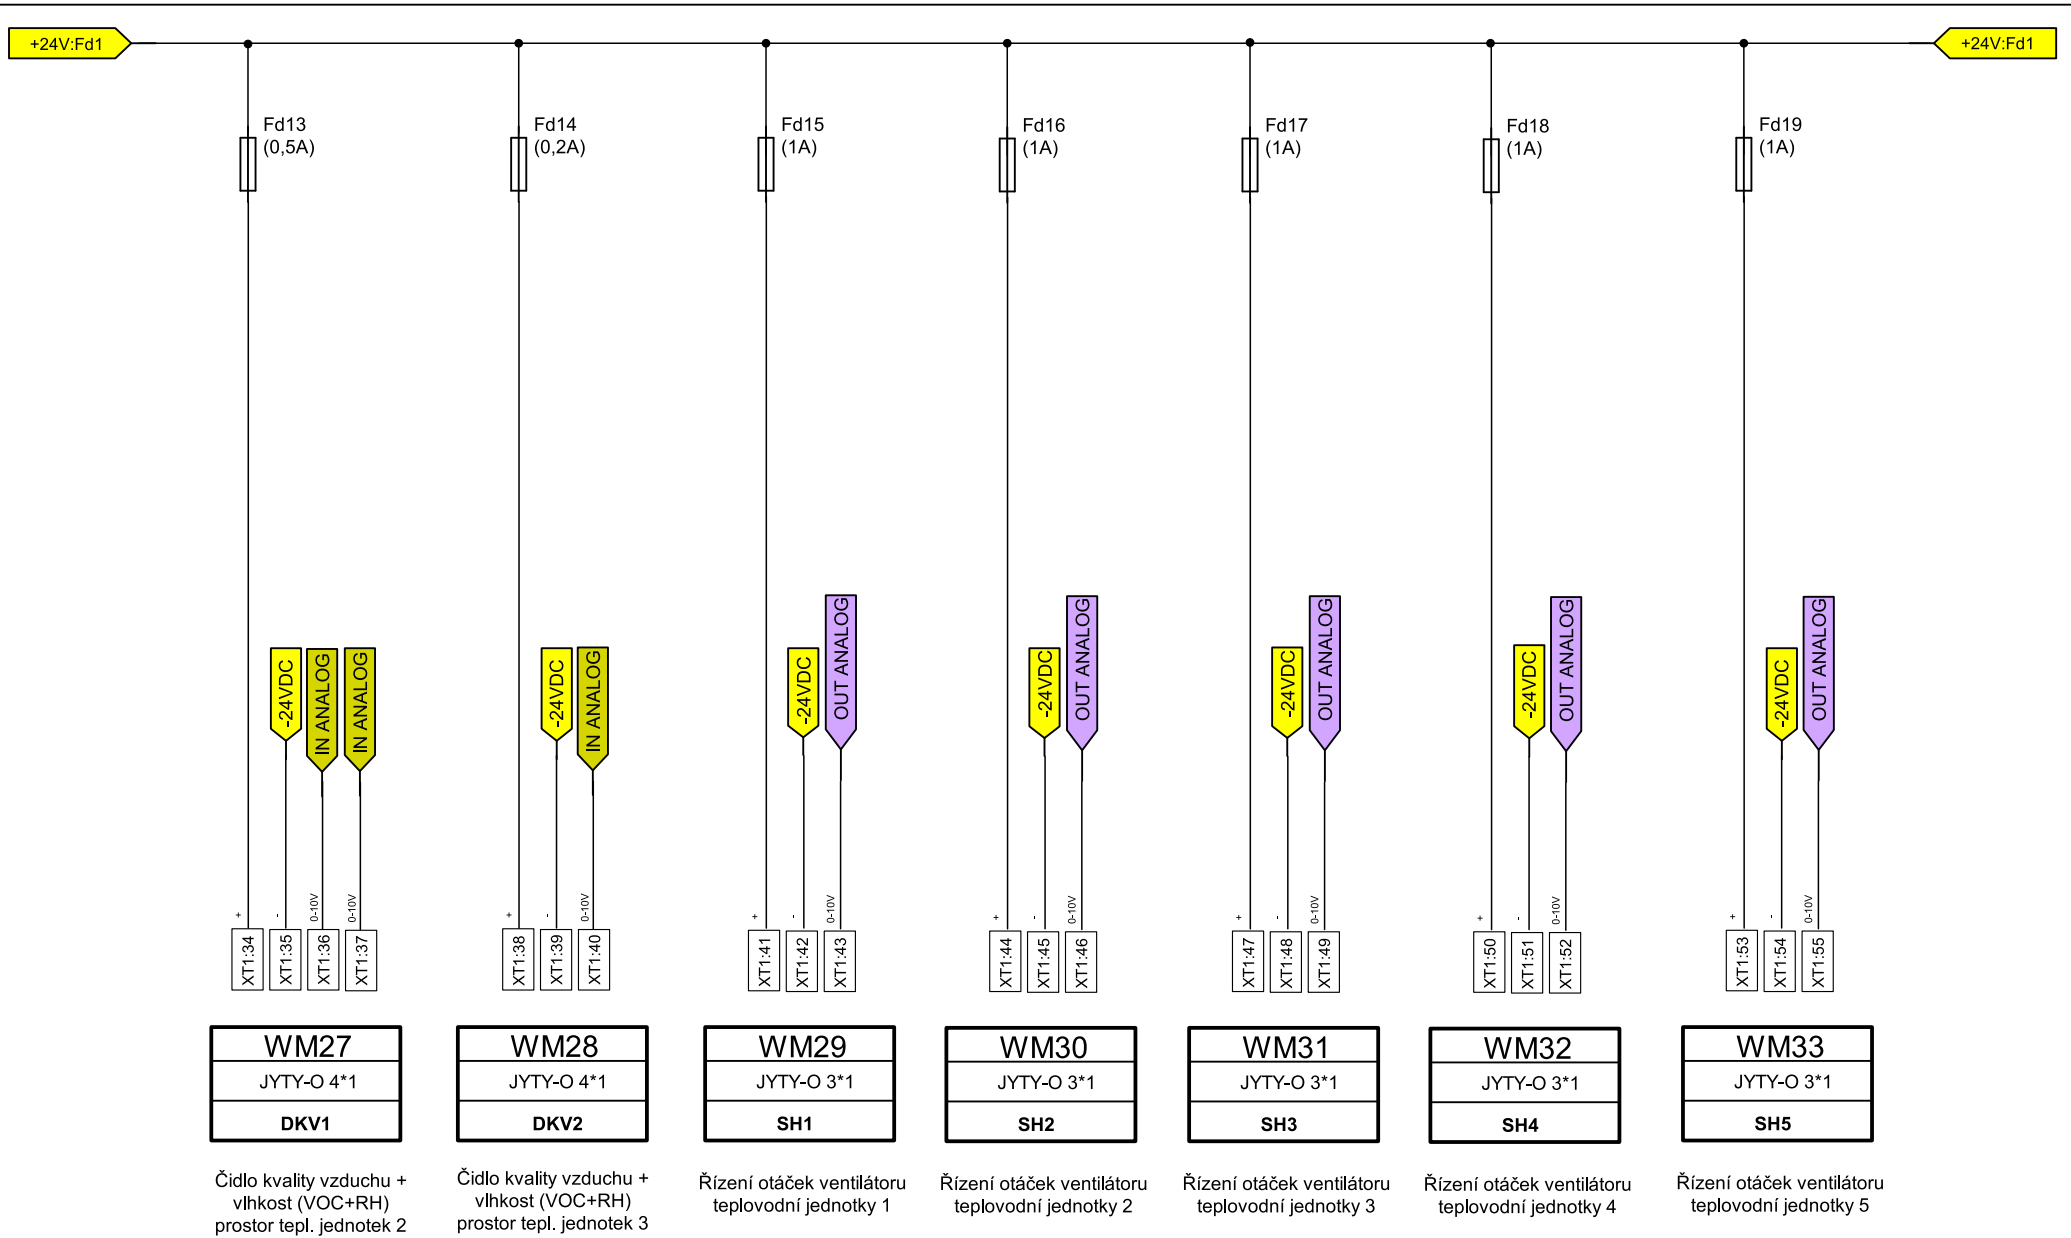 +24V:Fd1
+24V:Fd1
Fd13
(0,5A)
Fd14
(0,2A)
Fd15
(1A)
Fd16
(1A)
Fd17
(1A)
Fd18
(1A)
Fd19
(1A)
-24VDC
IN ANALOG
IN ANALOG
-24VDC
IN ANALOG
-24VDC
OUT ANALOG
-24VDC
OUT ANALOG
-24VDC
OUT ANALOG
-24VDC
OUT ANALOG
-24VDC
OUT ANALOG
+
-
0-10V
0-10V
+
-
0-10V
+
-
0-10V
+
-
0-10V
+
-
0-10V
+
-
0-10V
+
-
0-10V
XT1:34
XT1:35
XT1:36
XT1:37
XT1:38
XT1:39
XT1:40
XT1:41
XT1:42
XT1:43
XT1:44
XT1:45
XT1:46
XT1:47
XT1:48
XT1:49
XT1:50
XT1:51
XT1:52
XT1:53
XT1:54
XT1:55
WM27
JYTY-O 4*1
DKV1
Čidlo kvality vzduchu +
vlhkost (VOC+RH)
prostor tepl. jednotek 2
WM28
JYTY-O 4*1
DKV2
Čidlo kvality vzduchu +
vlhkost (VOC+RH)
prostor tepl. jednotek 3
WM29
JYTY-O 3*1
SH1
Řízení otáček ventilátoru
teplovodní jednotky 1
WM30
JYTY-O 3*1
SH2
Řízení otáček ventilátoru
teplovodní jednotky 2
WM31
JYTY-O 3*1
SH3
Řízení otáček ventilátoru
teplovodní jednotky 3
WM32
JYTY-O 3*1
SH4
Řízení otáček ventilátoru
teplovodní jednotky 4
WM33
JYTY-O 3*1
SH5
Řízení otáček ventilátoru
teplovodní jednotky 5